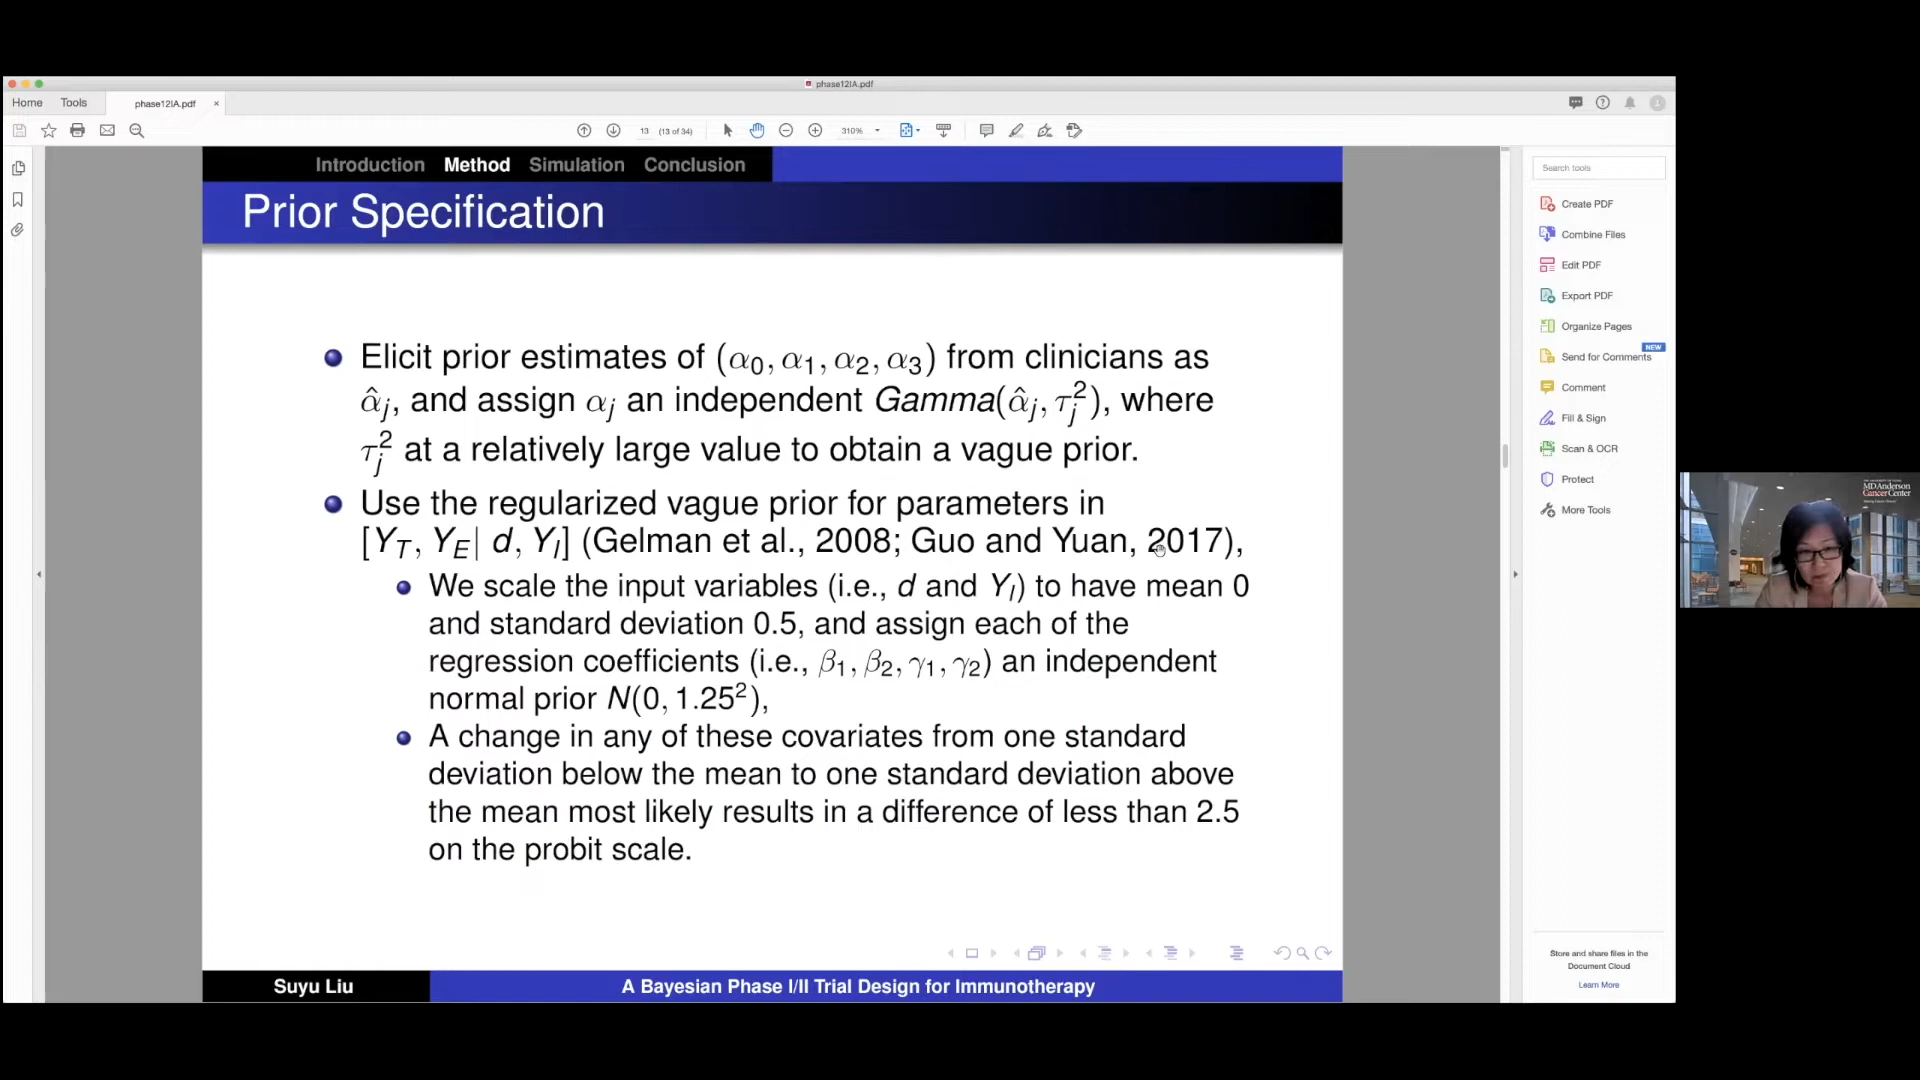 phase12IA.pdf
Home Tools phase12IA.pdf ×
13 (13 of 34) 310%
Introduction Method Simulation Conclusion
Prior Specification
Elicit prior estimates of (α0, α1, α2, α3) from clinicians as
α̂j, and assign αj an independent Gamma(α̂j, τj²), where
τj² at a relatively large value to obtain a vague prior.
Use the regularized vague prior for parameters in
[YT, YE| d, YI] (Gelman et al., 2008; Guo and Yuan, 2017),
We scale the input variables (i.e., d and YI) to have mean 0
and standard deviation 0.5, and assign each of the
regression coefficients (i.e., β1, β2, γ1, γ2) an independent
normal prior N(0, 1.25²),
A change in any of these covariates from one standard
deviation below the mean to one standard deviation above
the mean most likely results in a difference of less than 2.5
on the probit scale.
Suyu Liu A Bayesian Phase I/II Trial Design for Immunotherapy
Search tools
Create PDF
Combine Files
Edit PDF
Export PDF
Organize Pages
NEW
Send for Comments
Comment
Fill & Sign
Scan & OCR
Protect
More Tools
Store and share files in the
Document Cloud
Learn More
MD Anderson
Cancer Center